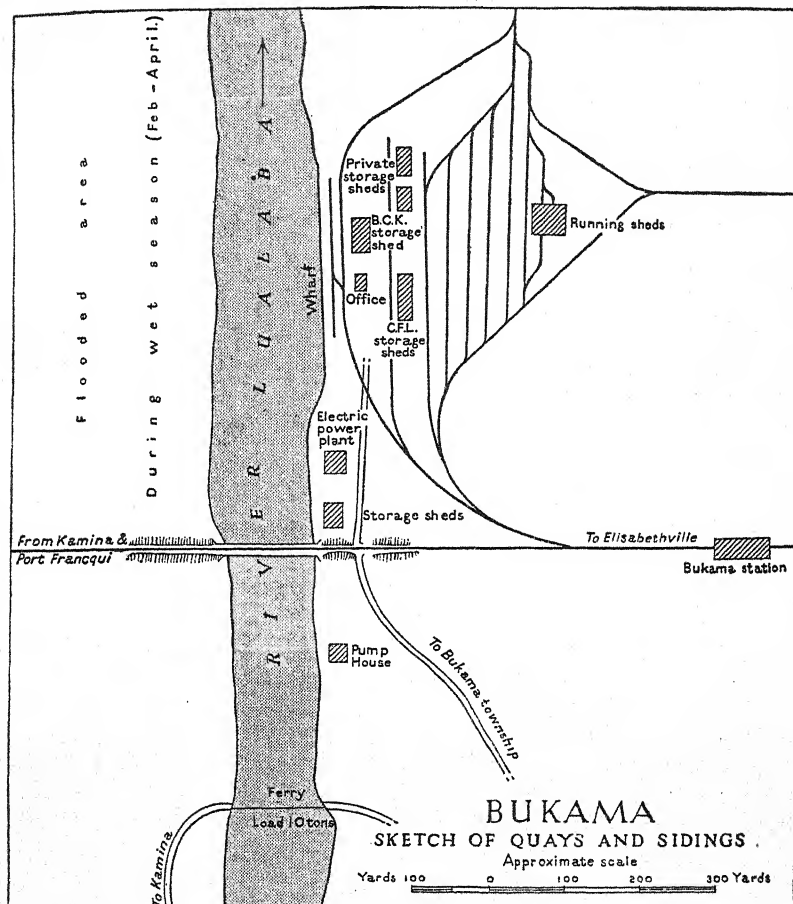 Flooded area
During wet season (Feb-April.)
RIVER LUALABA
Wharf
Private
storage
sheds
B.C.K.
storage
shed
Running sheds
Office
C.F.L.
storage
sheds
Electric
power
plant
Storage sheds
From Kamina &
Port Francqui
To Elisabethville
Bukama station
Pump
House
To Bukama township
Ferry
Load 10 tons
To Kamina
BUKAMA
SKETCH OF QUAYS AND SIDINGS.
Approximate scale
Yards 100 0 100 200 300 Yards